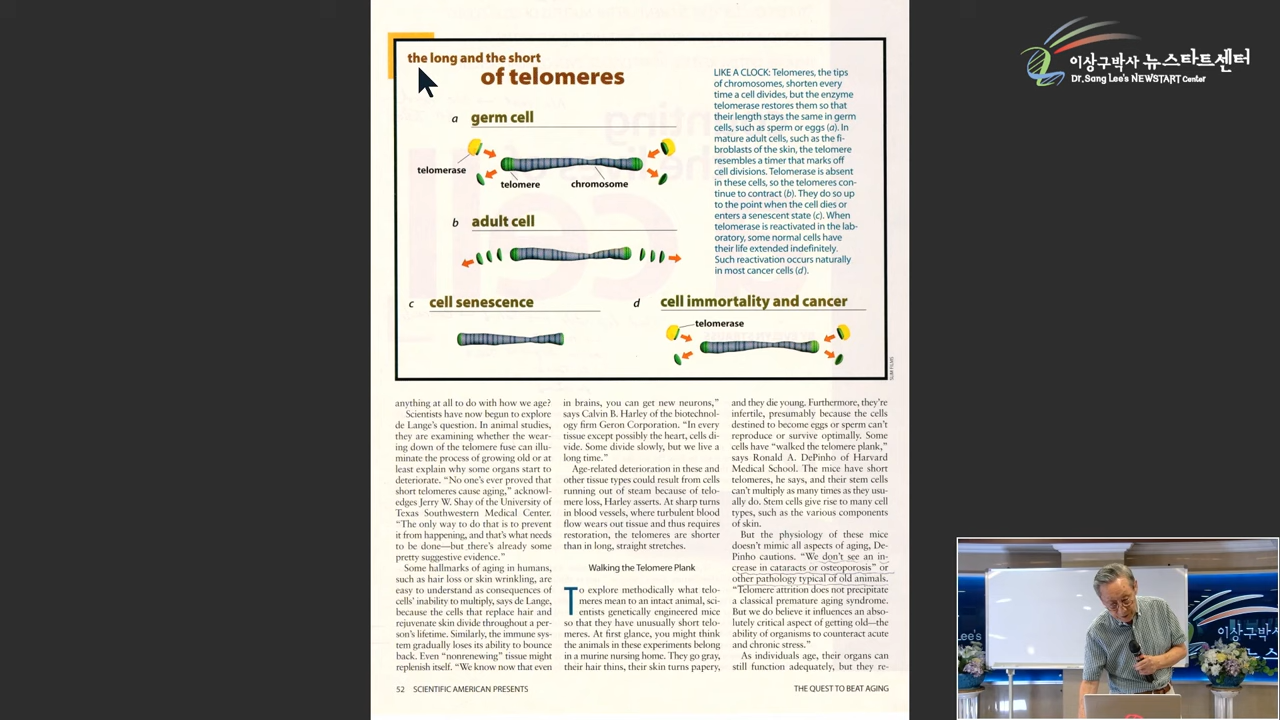 the long and the short
of telomeres
a germ cell
telomerase
telomere
chromosome
b adult cell
c cell senescence
d cell immortality and cancer
telomerase
LIKE A CLOCK: Telomeres, the tips
of chromosomes, shorten every
time a cell divides, but the enzyme
telomerase restores them so that
their length stays the same in germ
cells, such as sperm or eggs (a). In
mature adult cells, such as the fi-
broblasts of the skin, the telomere
resembles a timer that marks off
cell divisions. Telomerase is absent
in these cells, so the telomeres con-
tinue to contract (b). They do so up
to the point when the cell dies or
enters a senescent state (c). When
telomerase is reactivated in the lab-
oratory, some normal cells have
their life extended indefinitely.
Such reactivation occurs naturally
in most cancer cells (d).
SLIM FILMS
anything at all to do with how we age?
Scientists have now begun to explore
de Lange's question. In animal studies,
they are examining whether the wear-
ing down of the telomere fuse can illu-
minate the process of growing old or at
least explain why some organs start to
deteriorate. “No one's ever proved that
short telomeres cause aging,” acknowl-
edges Jerry W. Shay of the University of
Texas Southwestern Medical Center.
“The only way to do that is to prevent
it from happening, and that's what needs
to be done—but there's already some
pretty suggestive evidence.”
Some hallmarks of aging in humans,
such as hair loss or skin wrinkling, are
easy to understand as consequences of
cells' inability to multiply, says de Lange,
because the cells that replace hair and
rejuvenate skin divide throughout a per-
son's lifetime. Similarly, the immune sys-
tem gradually loses its ability to bounce
back. Even “nonrenewing” tissue might
replenish itself. “We know now that even
in brains, you can get new neurons,”
says Calvin B. Harley of the biotechnol-
ogy firm Geron Corporation. “In every
tissue except possibly the heart, cells di-
vide. Some divide slowly, but we live a
long time.”
Age-related deterioration in these and
other tissue types could result from cells
running out of steam because of telo-
mere loss, Harley asserts. At sharp turns
in blood vessels, where turbulent blood
flow wears out tissue and thus requires
restoration, the telomeres are shorter
than in long, straight stretches.
Walking the Telomere Plank
To explore methodically what telo-
meres mean to an intact animal, sci-
entists genetically engineered mice
so that they have unusually short telo-
meres. At first glance, you might think
the animals in these experiments belong
in a murine nursing home. They go gray,
their hair thins, their skin turns papery,
and they die young. Furthermore, they're
infertile, presumably because the cells
destined to become eggs or sperm can't
reproduce or survive optimally. Some
cells have “walked the telomere plank,”
says Ronald A. DePinho of Harvard
Medical School. The mice have short
telomeres, he says, and their stem cells
can't multiply as many times as they usu-
ally do. Stem cells give rise to many cell
types, such as the various components
of skin.
But the physiology of these mice
doesn't mimic all aspects of aging, De-
Pinho cautions. “We don't see an in-
crease in cataracts or osteoporosis” or
other pathology typical of old animals.
“Telomere attrition does not precipitate
a classical premature aging syndrome.
But we do believe it influences an abso-
lutely critical aspect of getting old—the
ability of organisms to counteract acute
and chronic stress.”
As individuals age, their organs can
still function adequately, but they re-
52 SCIENTIFIC AMERICAN PRESENTS
THE QUEST TO BEAT AGING
이상구박사 뉴스타트센터
Dr. Sang Lee's NEWSTART Center
Lee's
이상구박
Dr. Sang Lee's